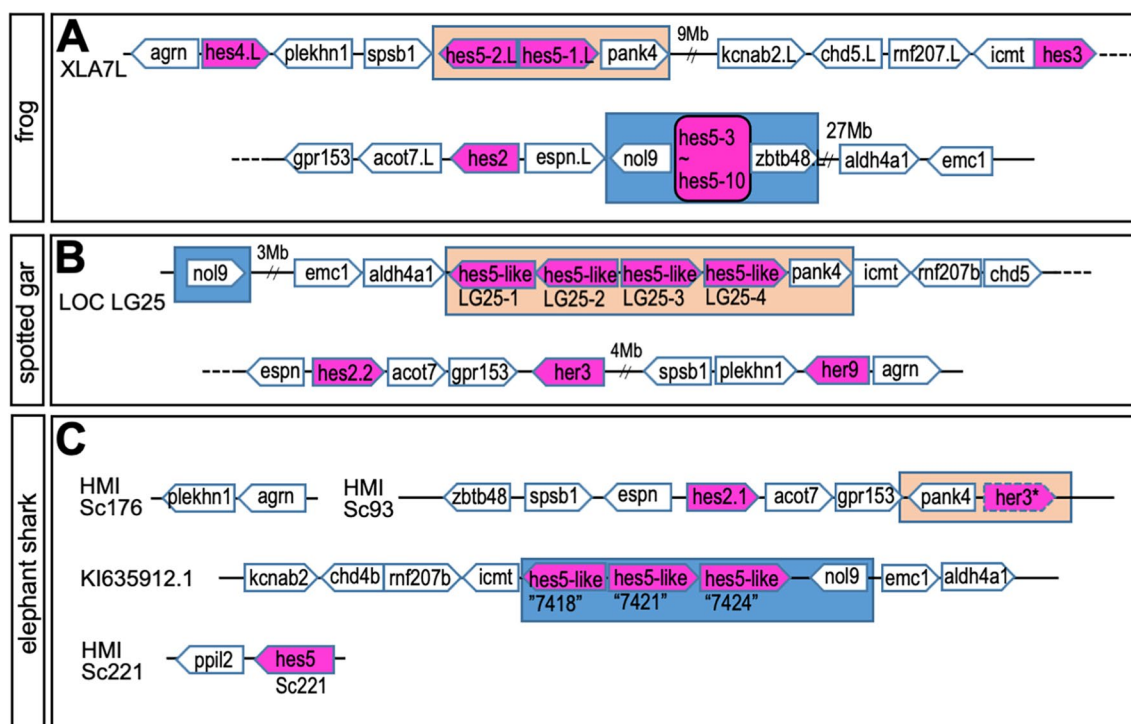 frog
A
XLA7L
agrn hes4.L plekhn1 spsb1 hes5-2.L hes5-1.L pank4 9Mb kcnab2.L chd5.L rnf207.L icmt hes3
gpr153 acot7.L hes2 espn.L nol9 hes5-3
~
hes5-10
zbtb48.L 27Mb aldh4a1 emc1
spotted gar
B
LOC LG25
nol9 3Mb emc1 aldh4a1 hes5-like hes5-like hes5-like hes5-like pank4 icmt rnf207b chd5
LG25-1 LG25-2 LG25-3 LG25-4
espn hes2.2 acot7 gpr153 her3 4Mb spsb1 plekhn1 her9 agrn
elephant shark
C
HMI
Sc176
plekhn1 agrn
HMI
Sc93
zbtb48 spsb1 espn hes2.1 acot7 gpr153 pank4 her3*
KI635912.1
kcnab2 chd4b rnf207b icmt hes5-like hes5-like hes5-like nol9 emc1 aldh4a1
"7418" "7421" "7424"
HMI
Sc221
ppil2 hes5
Sc221